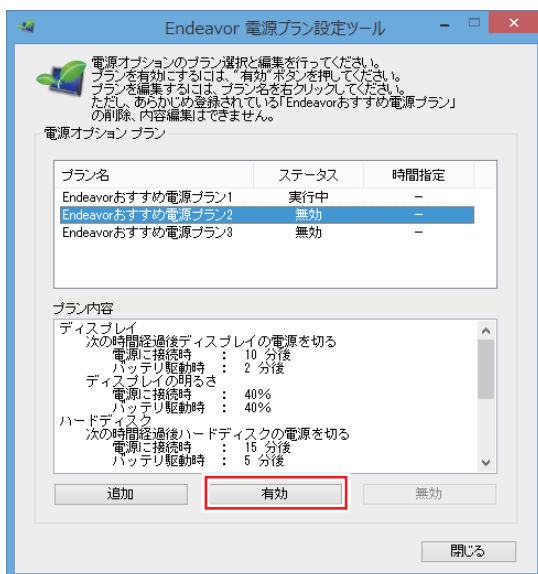 Endeavor 電源プラン設定ツール
電源オプションのプラン選択と編集を行ってください。
プランを有効にするには、"有効"ボタンを押してください。
プランを編集するには、プラン名を右クリックしてください。
ただし、あらかじめ登録されている「Endeavorおすすめ電源プラン」
の削除、内容編集はできません。
電源オプション プラン
プラン名 ステータス 時間指定
Endeavorおすすめ電源プラン1 実行中 −
Endeavorおすすめ電源プラン2 無効 −
Endeavorおすすめ電源プラン3 無効 −
プラン内容
ディスプレイ
次の時間経過後ディスプレイの電源を切る
電源に接続時 : 10 分後
バッテリ駆動時 : 2 分後
ディスプレイの明るさ
電源に接続時 : 40%
バッテリ駆動時 : 40%
ハードディスク
次の時間経過後ハードディスクの電源を切る
電源に接続時 : 15 分後
バッテリ駆動時 : 5 分後
追加 有効 無効
閉じる